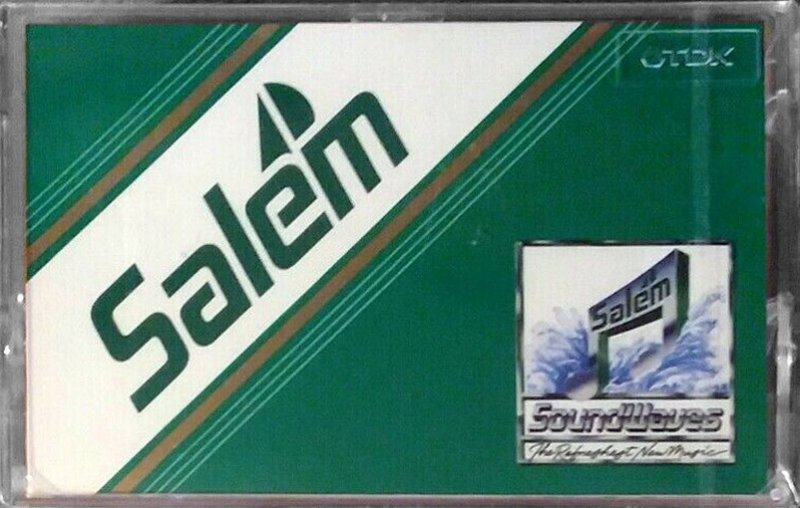 Salem
TDK
Salem
SoundWaves
The Refreshest New Music